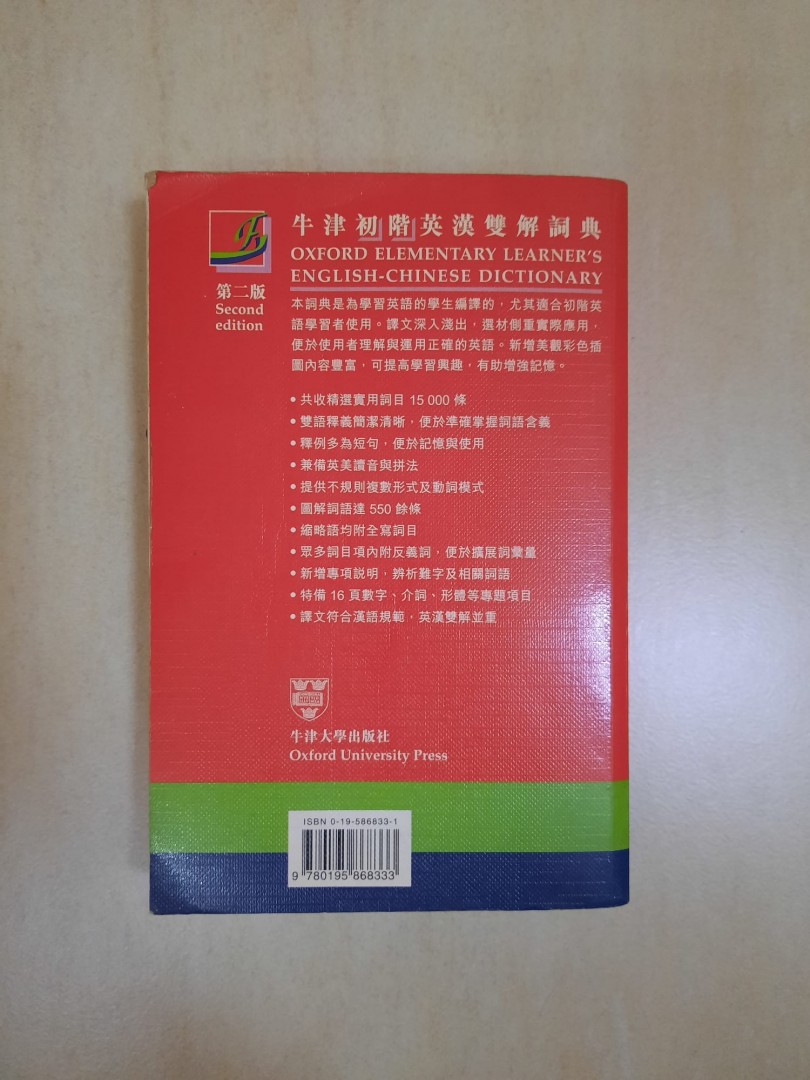 牛津初階英漢雙解詞典
OXFORD ELEMENTARY LEARNER'S
ENGLISH-CHINESE DICTIONARY
第二版
Second
edition
本詞典是為學習英語的學生編譯的，尤其適合初階英
語學習者使用。譯文深入淺出，選材側重實際應用，
便於使用者理解與運用正確的英語。新增美觀彩色插
圖內容豐富，可提高學習興趣，有助增強記憶。
• 共收精選實用詞目 15 000 條
• 雙語釋義簡潔清晰，便於準確掌握詞語含義
• 釋例多為短句，便於記憶與使用
• 兼備英美讀音與拼法
• 提供不規則複數形式及動詞模式
• 圖解詞語達 550 餘條
• 縮略語均附全寫詞目
• 眾多詞目項內附反義詞，便於擴展詞彙量
• 新增專項説明，辨析難字及相關詞語
• 特備 16 頁數字、介詞、形體等專題項目
• 譯文符合漢語規範，英漢雙解並重
牛津大學出版社
Oxford University Press
ISBN 0-19-586833-1
9 780195 868333